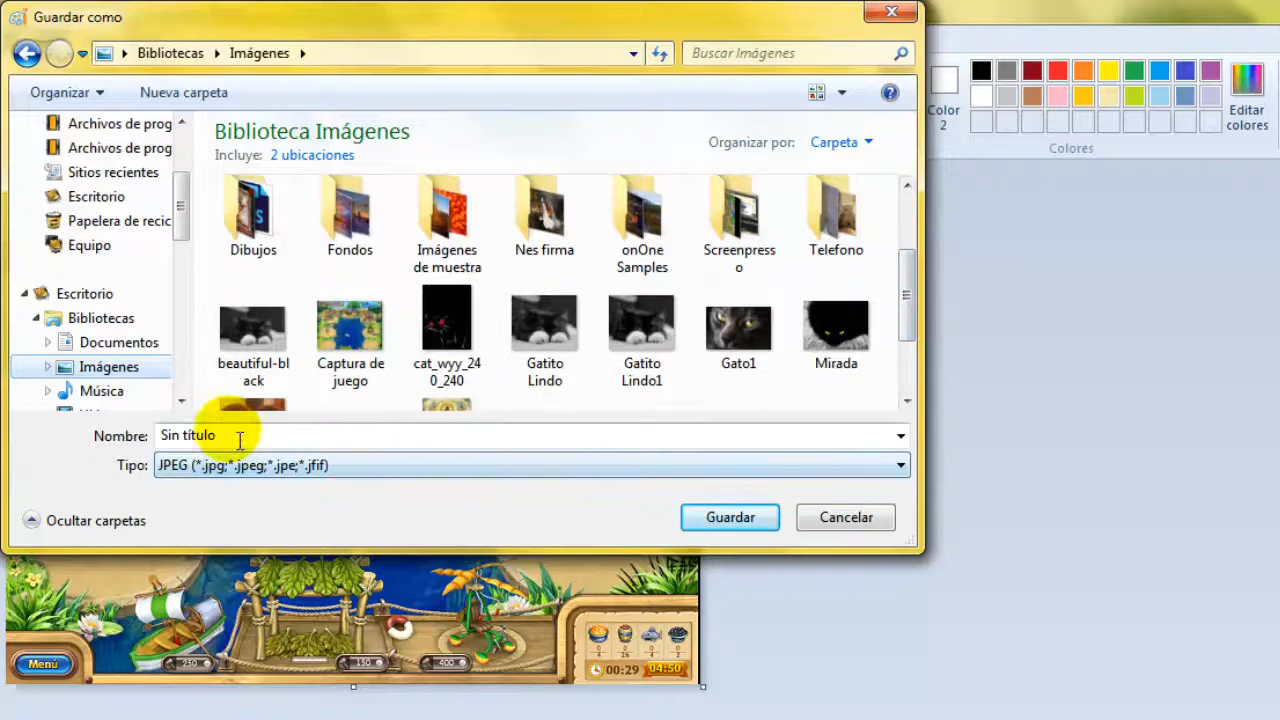 Guardar como
Bibliotecas
Imágenes
Buscar Imágenes
Organizar
Nueva carpeta
Archivos de prog
Archivos de prog
Sitios recientes
Escritorio
Papelera de recic
Equipo
Escritorio
Bibliotecas
Documentos
Imágenes
Música
Biblioteca Imágenes
Incluye: 2 ubicaciones
Organizar por: Carpeta
Dibujos
Fondos
Imágenes
de muestra
Nes firma
onOne
Samples
Screenpress
o
Telefono
beautiful-bl
ack
Captura de
juego
cat_wyy_24
0_240
Gatito
Lindo
Gatito
Lindo1
Gato1
Mirada
Nombre: Sin título
Tipo: JPEG (*.jpg;*.jpeg;*.jpe;*.jfif)
Ocultar carpetas
Guardar
Cancelar
Color
2
Editar
colores
Colores
Menú
250
150
400
00:29
04:50